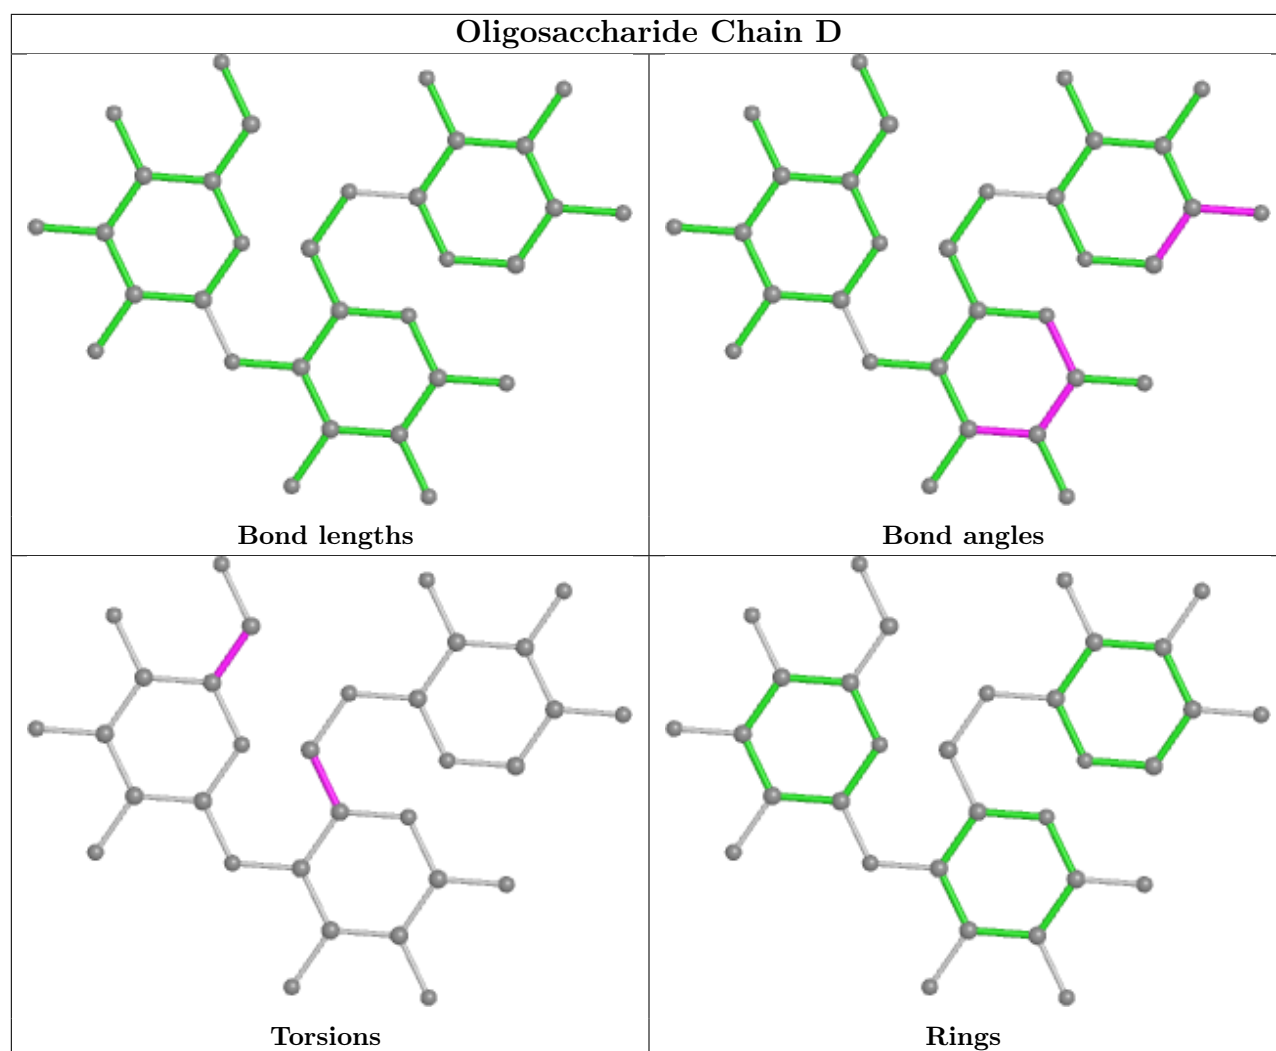 Oligosaccharide Chain D
Bond lengths
Bond angles
Torsions
Rings